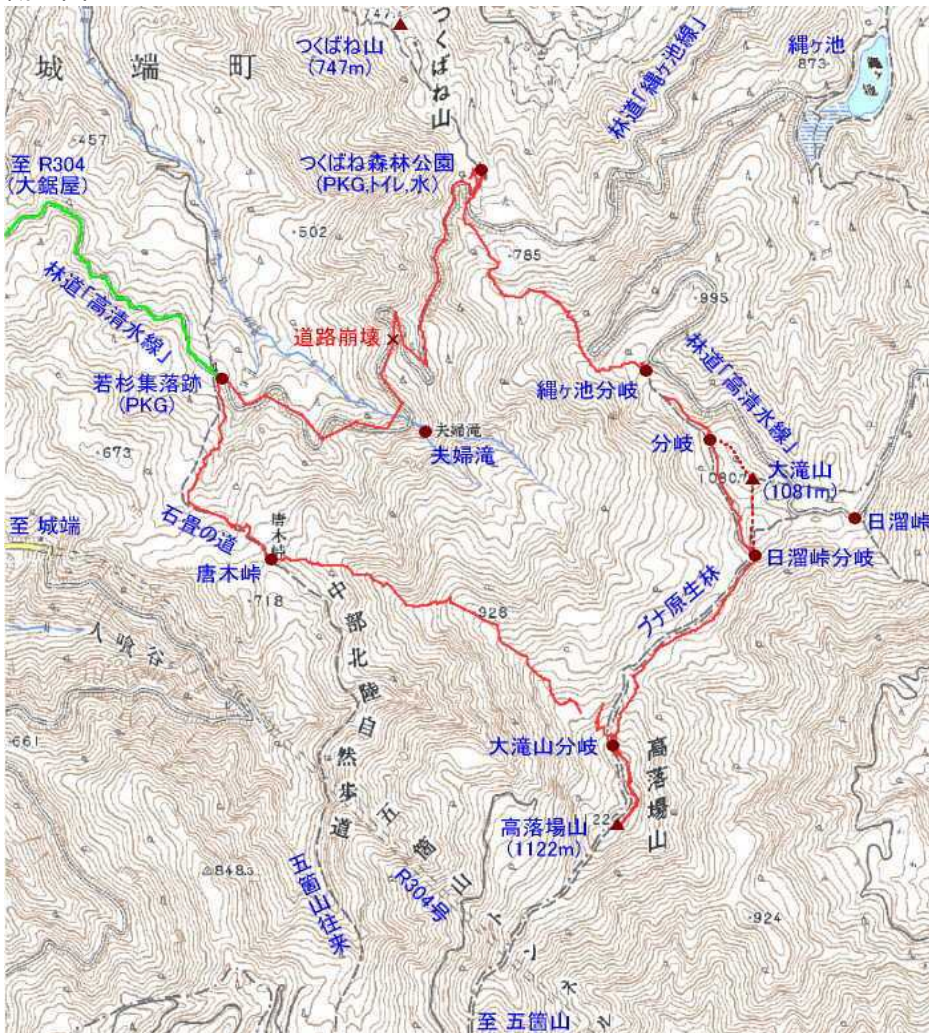 747.
つくばね山
(747m)
つくばね山
城端町
縄ヶ池
873
林道「縄ヶ池線」
457
至 R304
(大鋸屋)
つくばね森林公園
(PKG,トイレ,水)
502
785
995
林道「高清水線」
道路崩壊
若杉集落跡
(PKG)
縄ヶ池分岐
林道「高清水線」
夫婦滝
夫婦滝
分岐
大滝山
(1081m)
1080.
673
至 城端
石畳の道
唐木峠
唐木峠
日溜峠
日溜峠分岐
718
928
ブナ原生林
人喰谷
中部北陸自然歩道
661
大滝山分岐
高落場山
高落場山
(1122m)
122
848.3
五箇山
R304号
五箇山往来
トンネル
924
至 五箇山